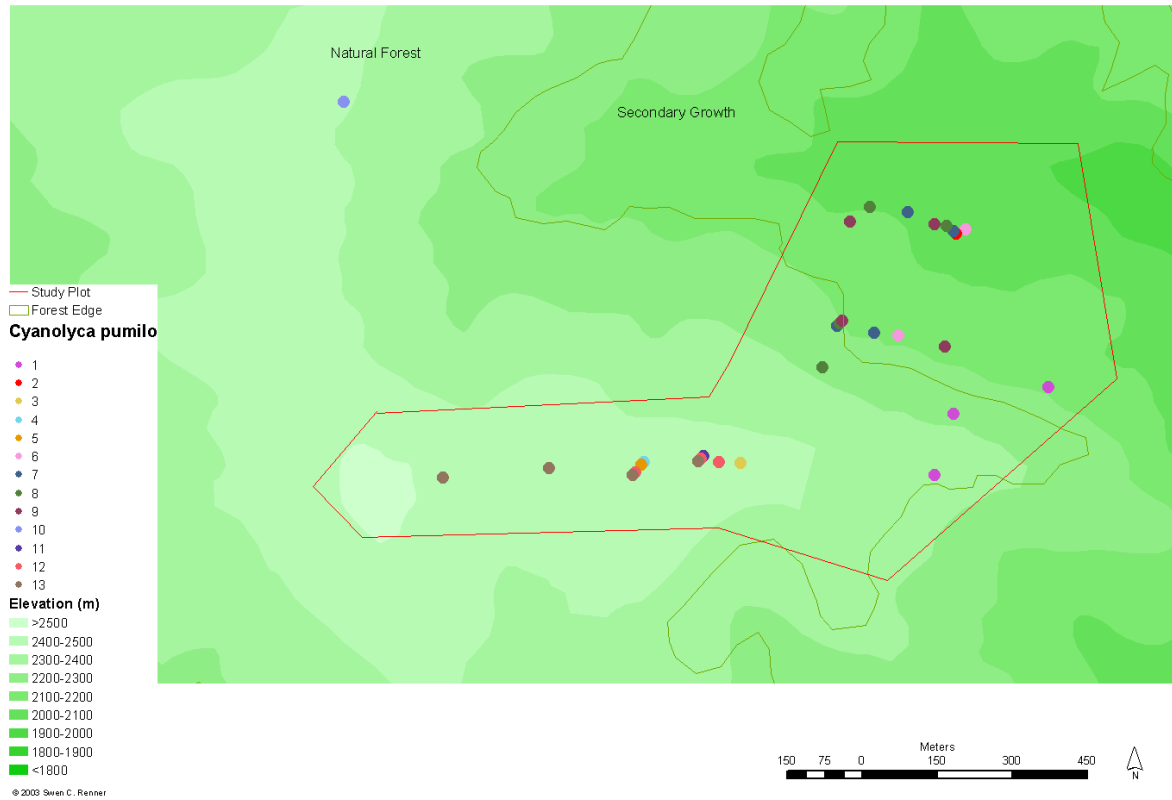 Natural Forest
Secondary Growth
Study Plot
Forest Edge
Cyanolyca pumilo
1
2
3
4
5
6
7
8
9
10
11
12
13
Elevation (m)
>2500
2400-2500
2300-2400
2200-2300
2100-2200
2000-2100
1900-2000
1800-1900
<1800
Meters
150 75 0 150 300 450
N
© 2003 Swen C. Renner